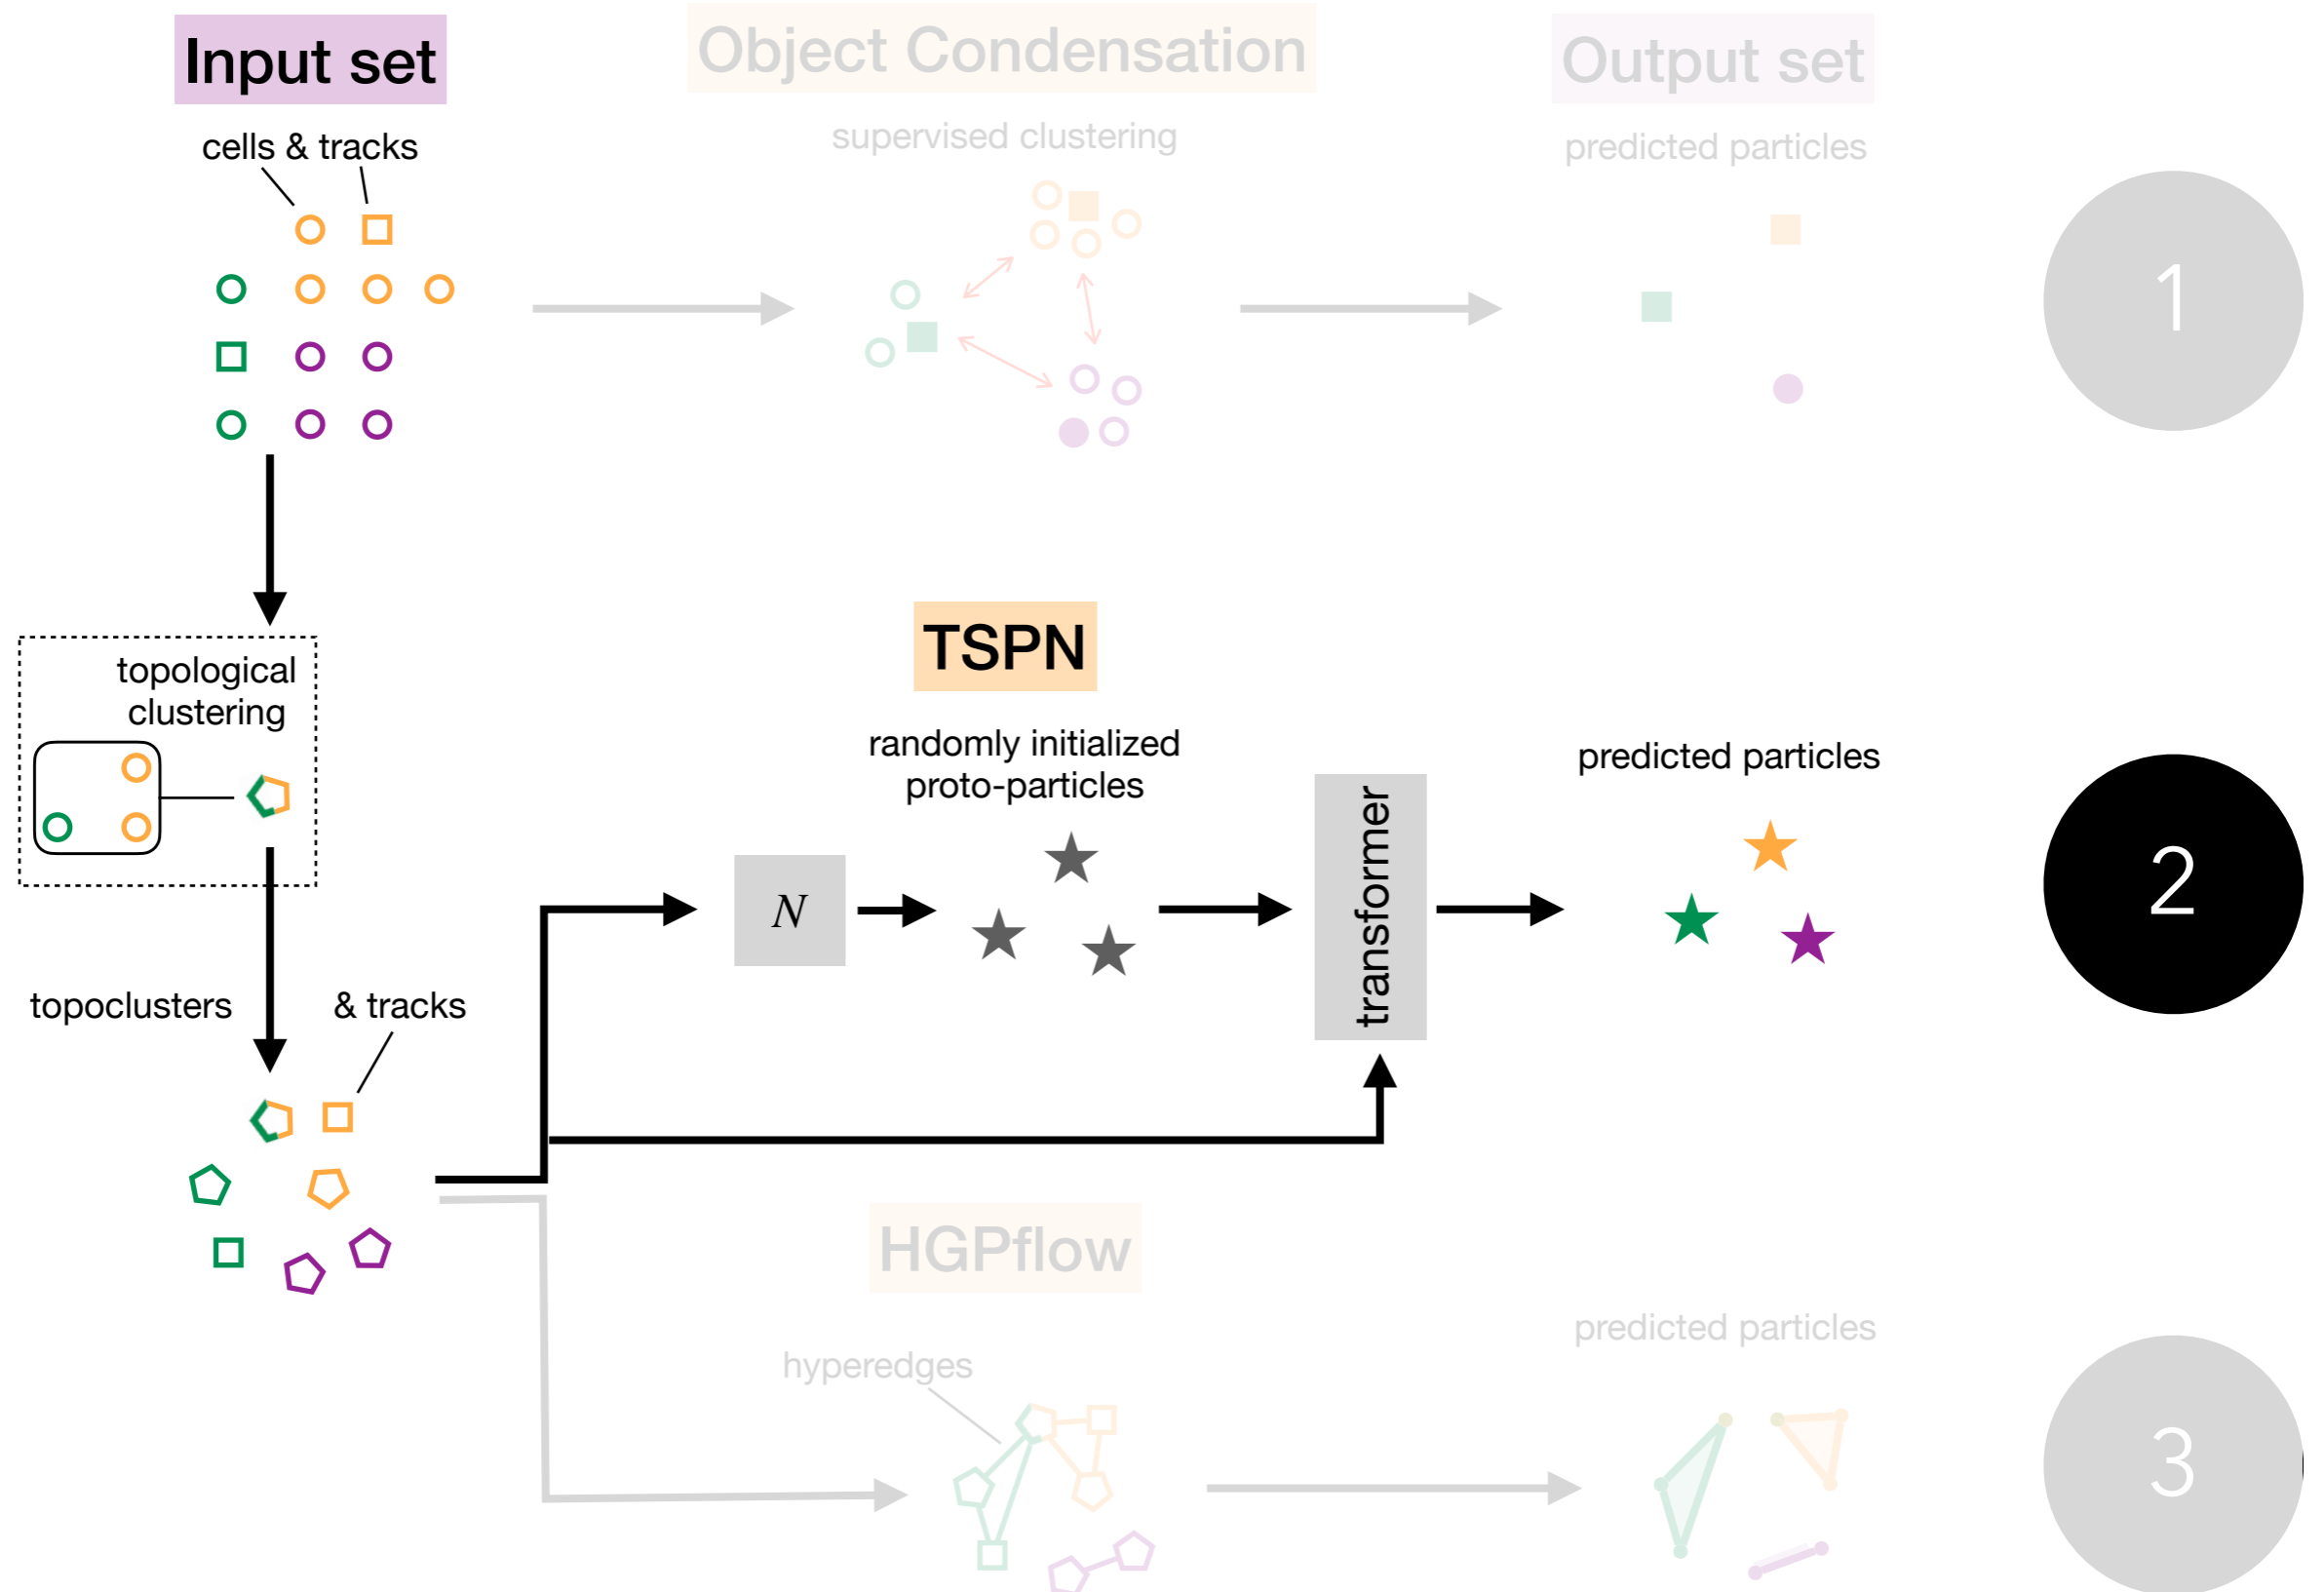 Input set
Object Condensation
Output set
cells & tracks
supervised clustering
predicted particles
1
topological
clustering
TSPN
randomly initialized
proto-particles
N
transformer
predicted particles
2
topoclusters
& tracks
HGPflow
hyperedges
predicted particles
3